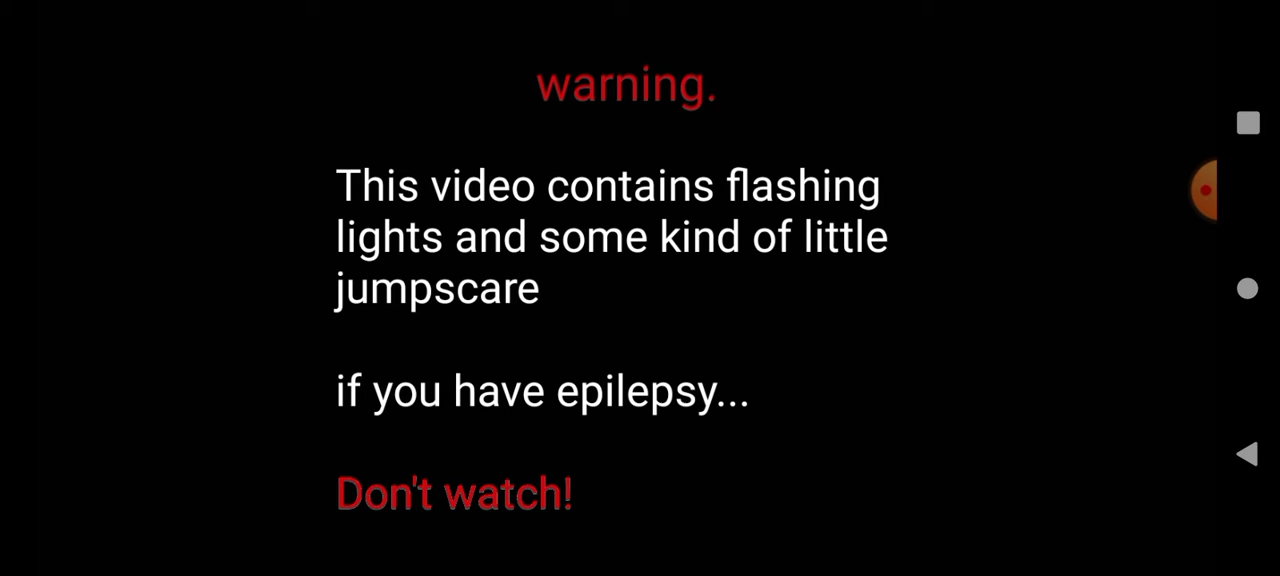 warning.
This video contains flashing
lights and some kind of little
jumpscare
if you have epilepsy...
Don't watch!